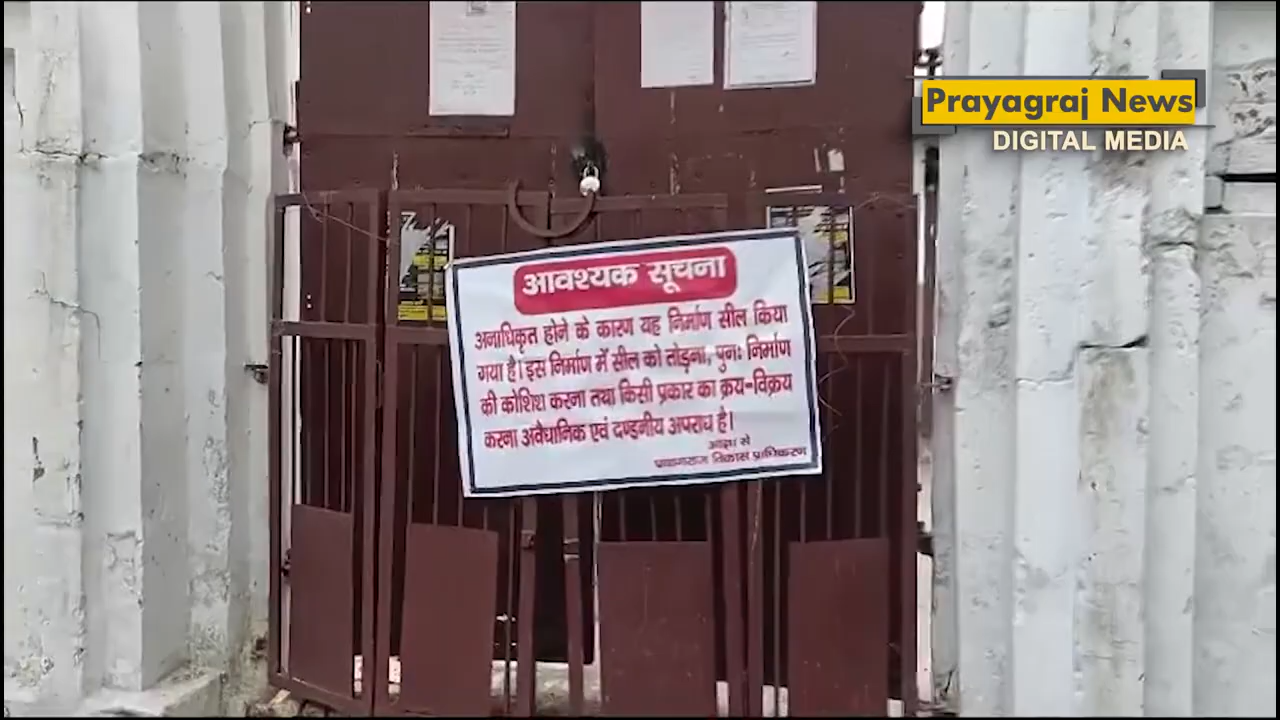 Prayagraj News
DIGITAL MEDIA
आवश्यक सूचना
अनाधिकृत होने के कारण यह निर्माण सील किया
गया है। इस निर्माण में सील को तोड़ना, पुनः निर्माण
की कोशिश करना तथा किसी प्रकार का क्रय-विक्रय
करना अवैधानिक एवं दण्डनीय अपराध है।
आज्ञा से
प्रयागराज विकास प्राधिकरण